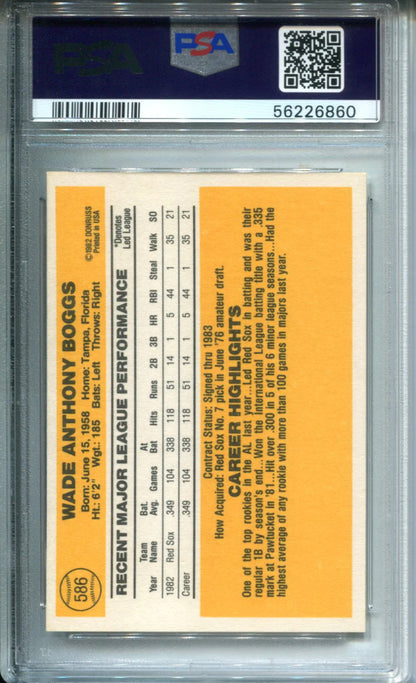 PSA
PSA
56226860
586
WADE ANTHONY BOGGS
Born: June 15, 1958 Home: Tampa, Florida
Ht.: 6'2" Wgt.: 185 Bats: Left Throws: Right
©1982 DONRUSS
Printed in USA
RECENT MAJOR LEAGUE PERFORMANCE
*Denotes
Led League
Year Team Name Bat. Avg. Games At Bat Hits Runs 2B 3B HR RBI Steal Walk SO
1982 Red Sox .349 104 338 118 51 14 1 5 44 1 35 21
Career .349 104 338 118 51 14 1 5 44 1 35 21
Contract Status: Signed thru 1983
How Acquired: Red Sox No. 7 pick in June '76 amateur draft.
CAREER HIGHLIGHTS
One of the top rookies in the AL last year...Led Red Sox in batting and was their
regular 1B by season's end...Won the International League batting title with a .335
mark at Pawtucket in '81...Hit over .300 in 5 of his 6 minor league seasons...Had the
highest average of any rookie with more than 100 games in majors last year.